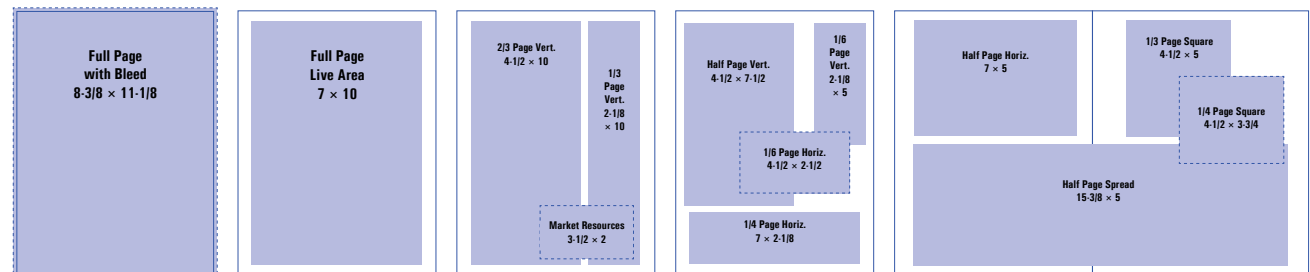 Full Page
with Bleed
8-3/8 × 11-1/8
Full Page
Live Area
7 × 10
2/3 Page Vert.
4-1/2 × 10
1/3
Page
Vert.
2-1/8
× 10
Market Resources
3-1/2 × 2
Half Page Vert.
4-1/2 × 7-1/2
1/6
Page
Vert.
2-1/8
× 5
1/6 Page Horiz.
4-1/2 × 2-1/2
1/4 Page Horiz.
7 × 2-1/8
Half Page Horiz.
7 × 5
1/3 Page Square
4-1/2 × 5
1/4 Page Square
4-1/2 × 3-3/4
Half Page Spread
15-3/8 × 5